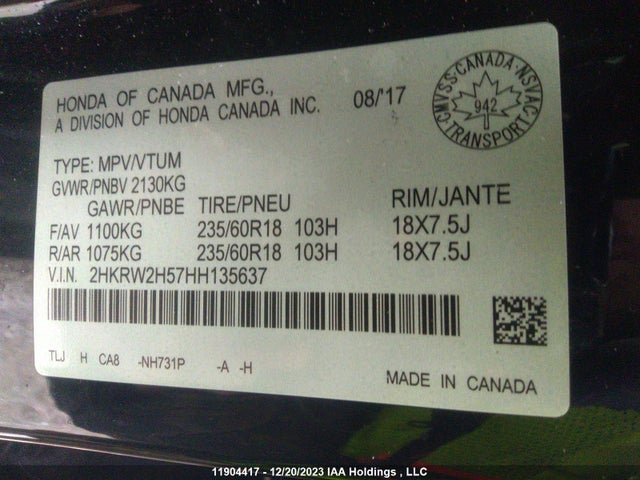 HONDA OF CANADA MFG.,
A DIVISION OF HONDA CANADA INC. 08/'17
CMVSS·CANADA·NSVAC
942
TRANSPORT
TYPE: MPV/VTUM
GVWR/PNBV 2130KG
GAWR/PNBE TIRE/PNEU RIM/JANTE
F/AV 1100KG 235/60R18 103H 18X7.5J
R/AR 1075KG 235/60R18 103H 18X7.5J
V.I.N. 2HKRW2H57HH135637
TLJ H CA8 -NH731P -A -H
MADE IN CANADA
11904417 - 12/20/2023 IAA Holdings , LLC